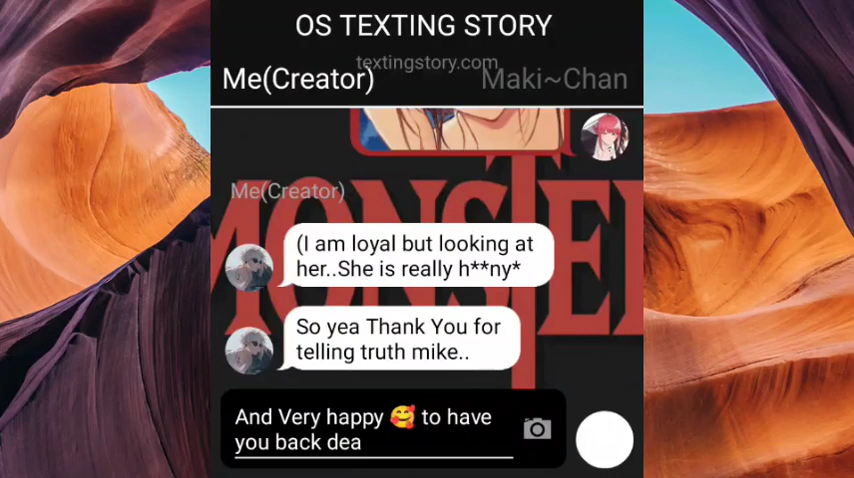 OS TEXTING STORY
textingstory.com
Me(Creator) Maki~Chan
Me(Creator)
MONSTER
(I am loyal but looking at
her..She is really h**ny*
So yea Thank You for
telling truth mike..
And Very happy 🥰 to have
you back dea